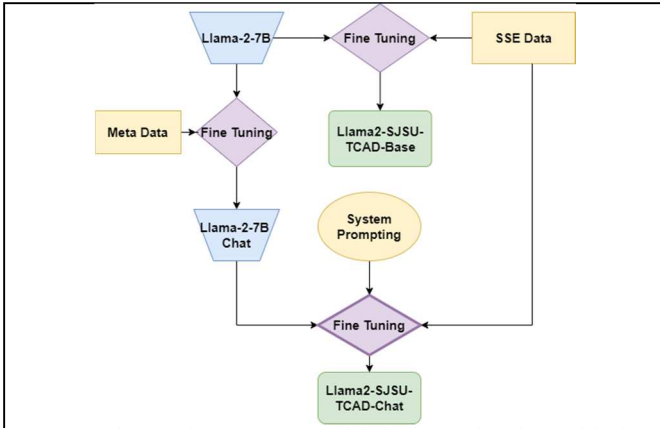 Llama-2-7B
Fine Tuning
SSE Data
Meta Data
Fine Tuning
Llama2-SJSU-
TCAD-Base
Llama-2-7B
Chat
System
Prompting
Fine Tuning
Llama2-SJSU-
TCAD-Chat